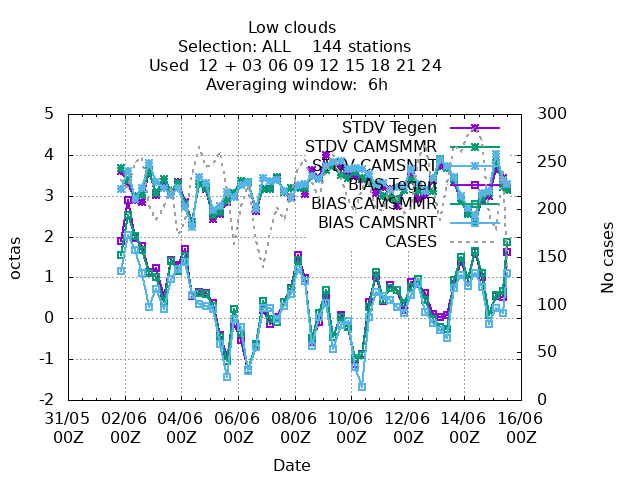 Low clouds
Selection: ALL 144 stations
Used 12 + 03 06 09 12 15 18 21 24
Averaging window: 6h
5 300
STDV Tegen
STDV CAMSMMR
4 250
STDV CAMSNRT
BIAS Tegen
3 200
BIAS CAMSMMR
BIAS CAMSNRT
CASES
2 150
octas
No cases
1 100
0 50
-1
-2 0
31/05 02/06 04/06 06/06 08/06 10/06 12/06 14/06 16/06
00Z 00Z 00Z 00Z 00Z 00Z 00Z 00Z 00Z
Date